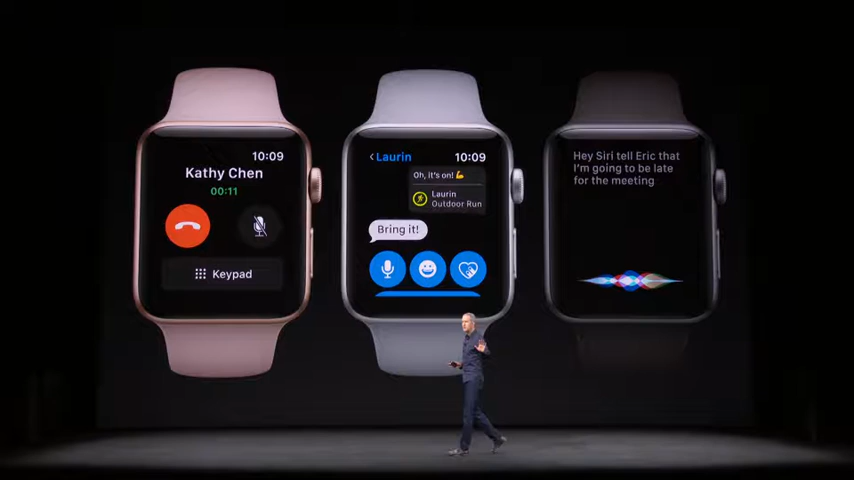 10:09
Kathy Chen
00:11
Keypad
<Laurin 10:09
Oh, it's on! 💪
Laurin
Outdoor Run
Bring it!
Hey Siri tell Eric that
I'm going to be late
for the meeting